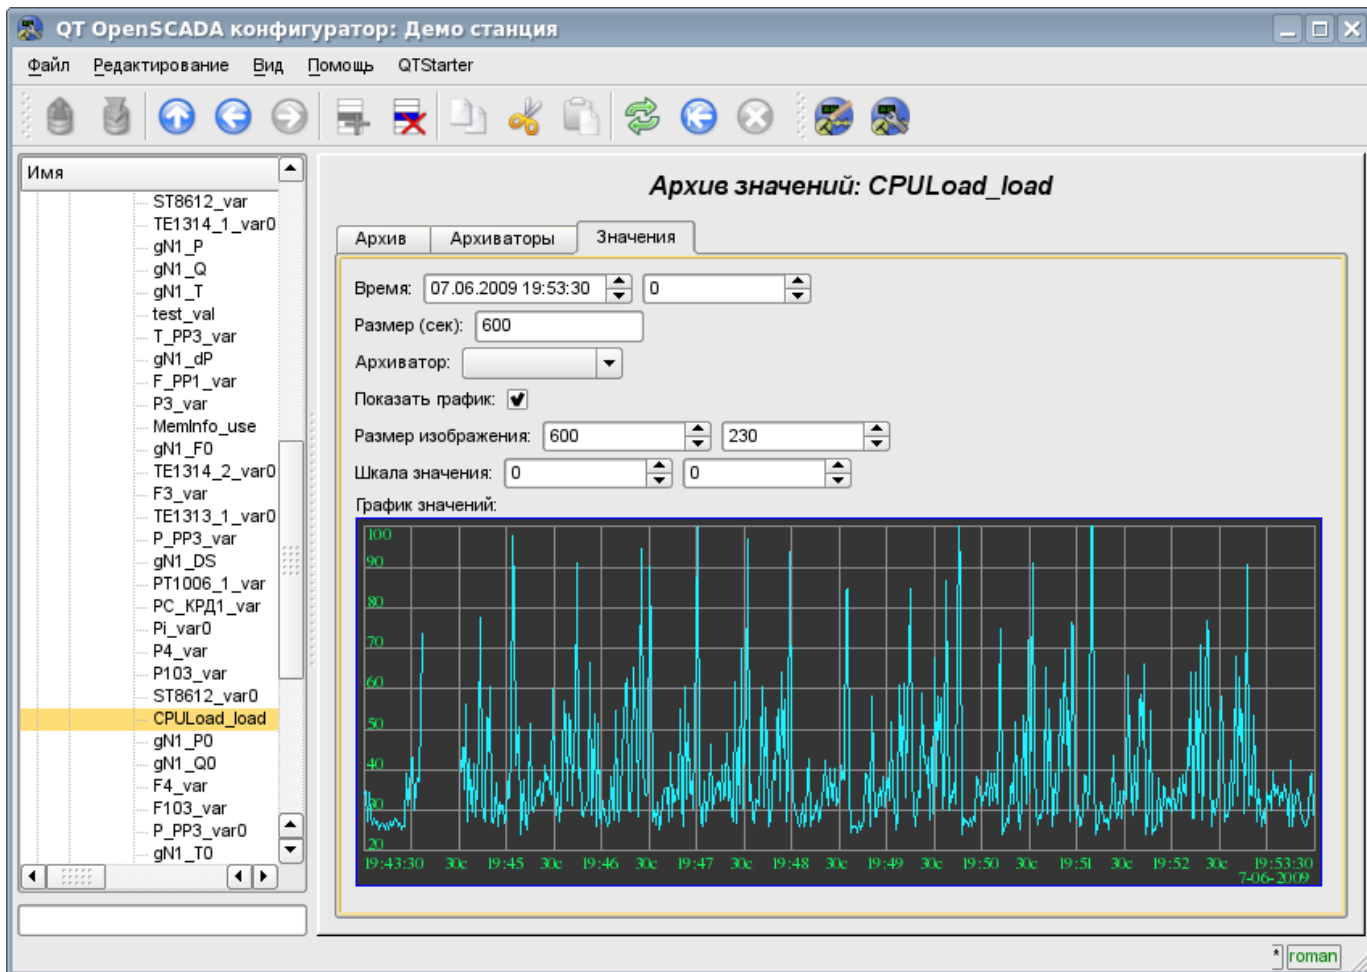 QT OpenSCADA конфигуратор: Демо станция
Файл Редактирование Вид Помощь QTStarter
Имя
ST8612_var
TE1314_1_var0
gN1_P
gN1_Q
gN1_T
test_val
T_PP3_var
gN1_dP
F_PP1_var
P3_var
MemInfo_use
gN1_F0
TE1314_2_var0
F3_var
TE1313_1_var0
P_PP3_var
gN1_DS
PT1006_1_var
PC_КРД1_var
Pi_var0
P4_var
P103_var
ST8612_var0
CPULoad_load
gN1_P0
gN1_Q0
F4_var
F103_var
P_PP3_var0
gN1_T0
Архив значений: CPULoad_load
Архив Архиваторы Значения
Время: 07.06.2009 19:53:30 0
Размер (сек): 600
Архиватор:
Показать график:
Размер изображения: 600 230
Шкала значения: 0 0
График значений:
100
90
80
70
60
50
40
30
20
19:43:30 30с 19:45 30с 19:46 30с 19:47 30с 19:48 30с 19:49 30с 19:50 30с 19:51 30с 19:52 30с 19:53:30
7-06-2009
* roman